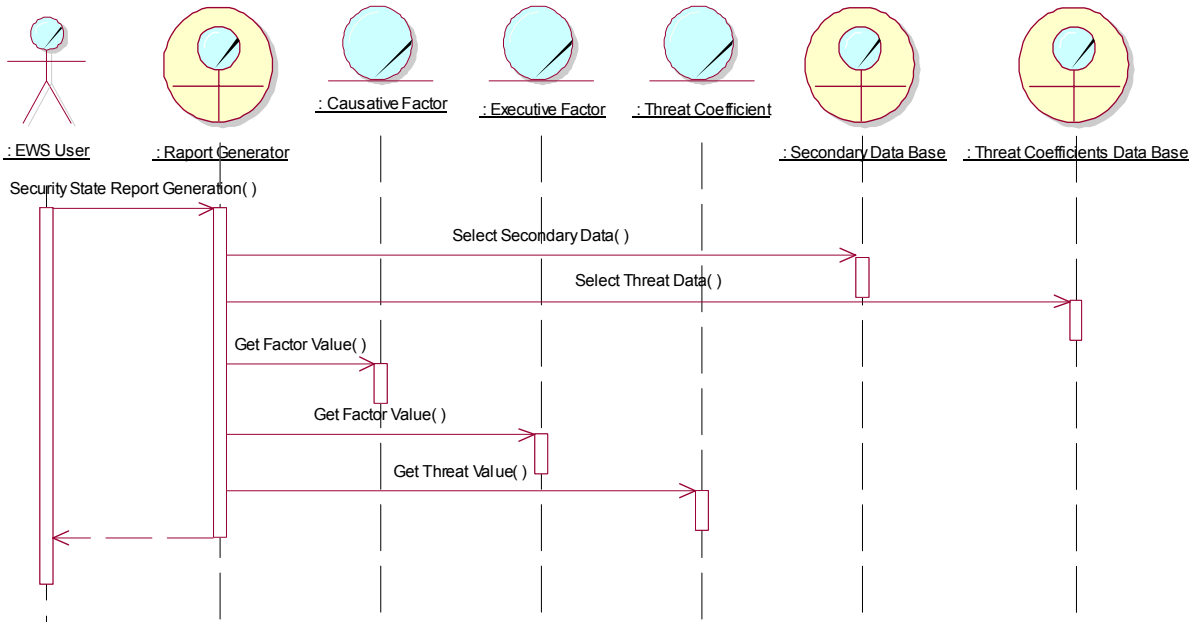 : Causative Factor
: Executive Factor
: Threat Coefficient
: EWS User
: Raport Generator
: Secondary Data Base
: Threat Coefficients Data Base
Security State Report Generation( )
Select Secondary Data( )
Select Threat Data( )
Get Factor Value( )
Get Factor Value( )
Get Threat Value( )